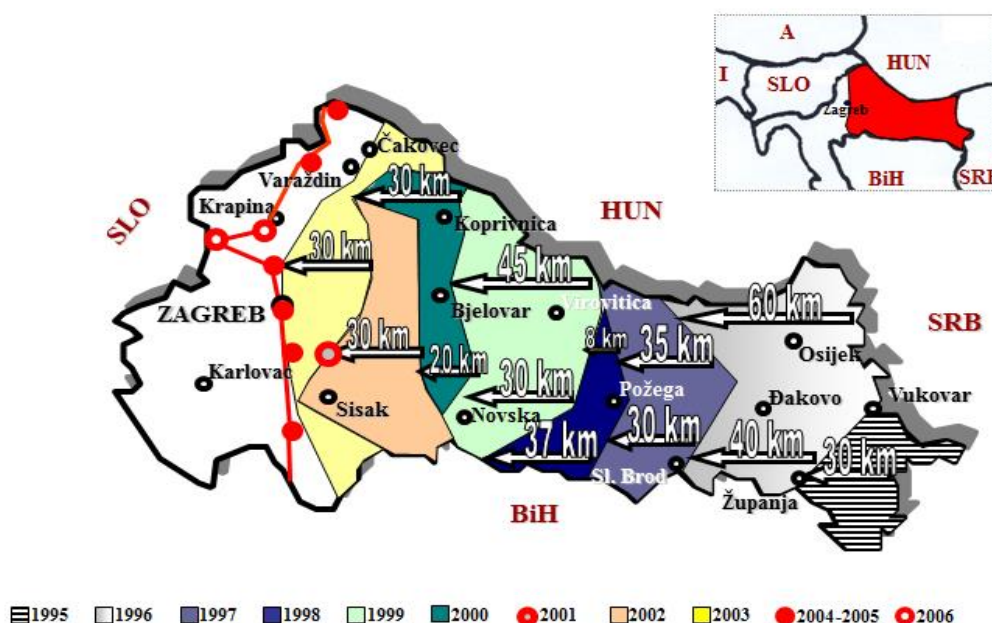 A
HUN
I
SLO
Zagreb
BiH
SRB
Čakovec
Varaždin
30 km
Krapina
SLO
Koprivnica
HUN
30 km
45 km
ZAGREB
Bjelovar
Virovitica
60 km
SRB
30 km
20 km
8 km
35 km
Osijek
Karlovac
30 km
Požega
Đakovo
Vukovar
Sisak
Novska
30 km
37 km
40 km
30 km
Sl. Brod
Županja
BiH
1995 1996 1997 1998 1999 2000 2001 2002 2003 2004-2005 2006